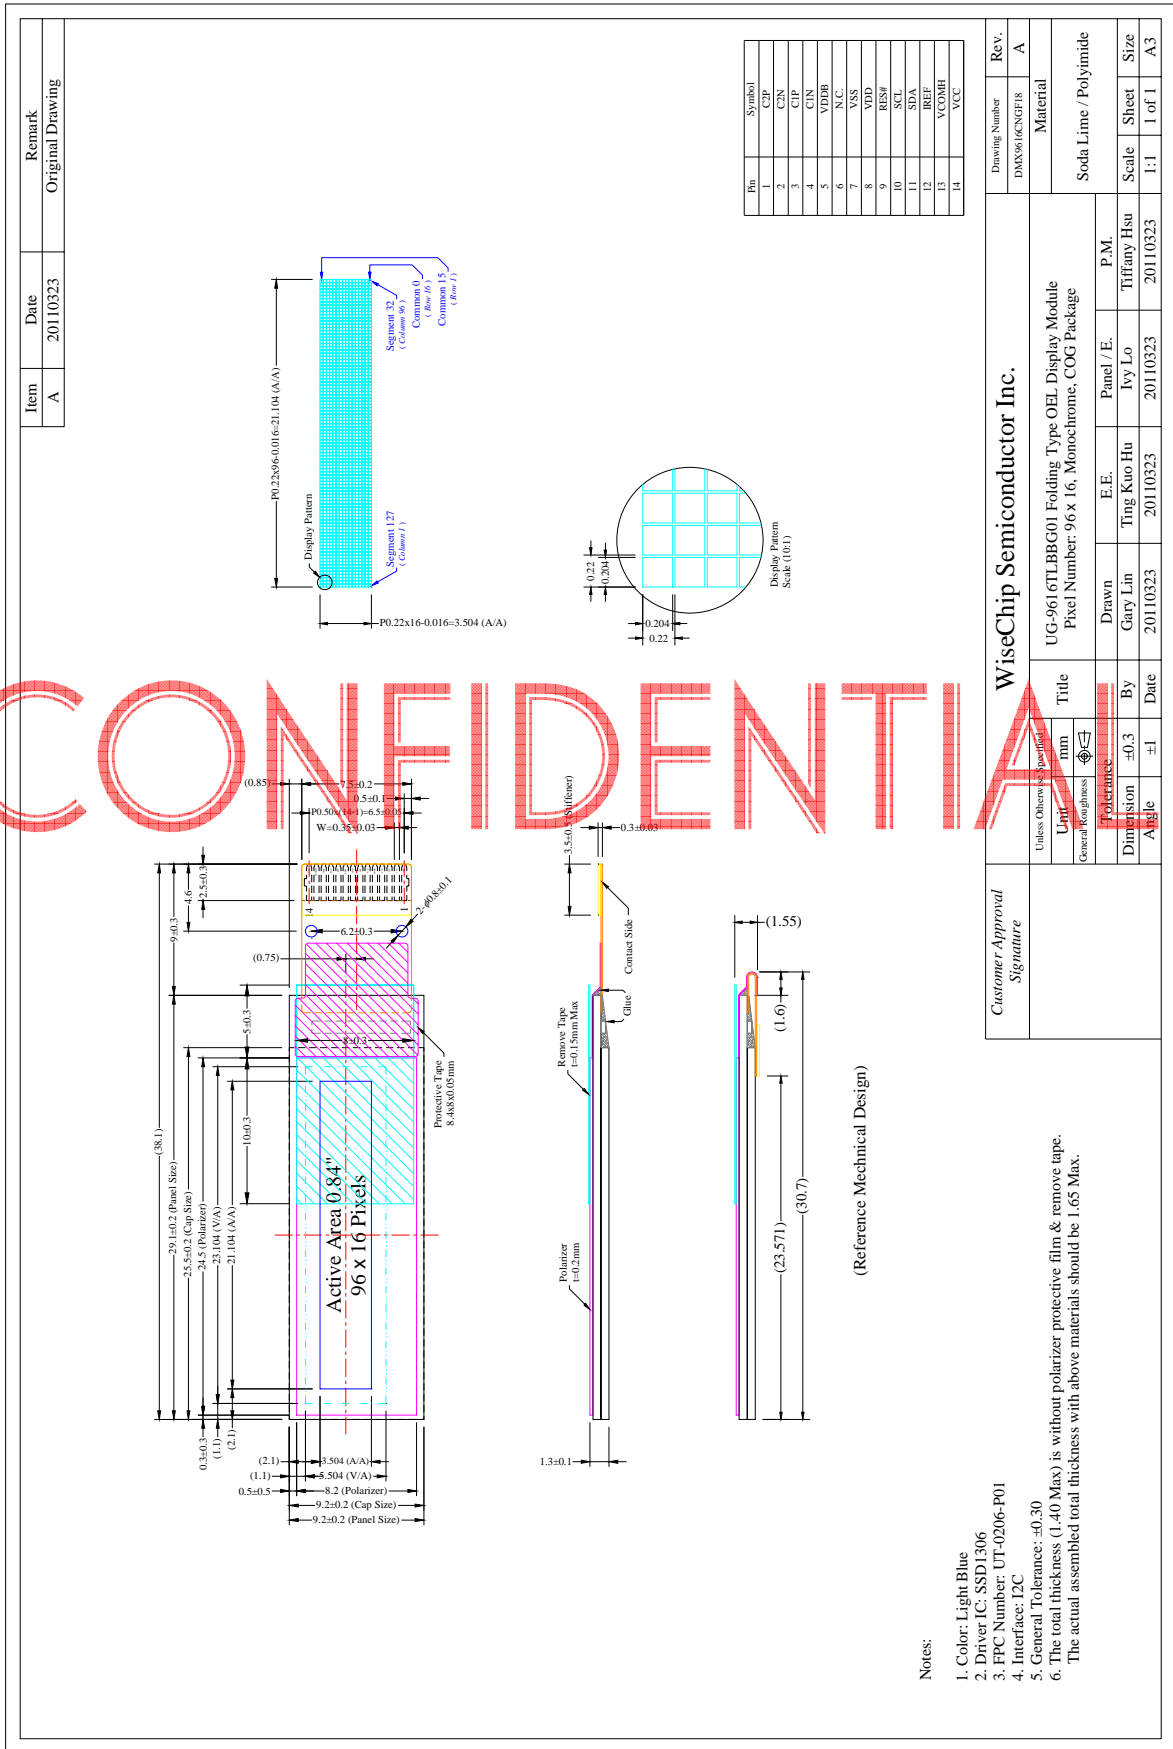 Item Date Remark
A 20110323 Original Drawing
P0.22x96-0.016=21.104 (A/A)
Display Pattern
Segment 127
( Column 1 )
Segment 32
( Column 96 )
Common 0
( Row 16 )
Common 15
( Row 1 )
P0.22x16-0.016=3.504 (A/A)
0.22
0.204
0.204
0.22
Display Pattern
Scale (10:1)
Pin Symbol
1 C2P
2 C2N
3 C1P
4 C1N
5 VDDB
6 N.C.
7 VSS
8 VDD
9 RES#
10 SCL
11 SDA
12 IREF
13 VCOMH
14 VCC
CONFIDENTIAL
(38.1)
29.1±0.2 (Panel Size)
9±0.3
25.5±0.2 (Cap Size)
4.6
24.5 (Polarizer)
2.5±0.3
23.104 (V/A)
21.104 (A/A)
10±0.3
5±0.3
0.3±0.3
(1.1)
(2.1)
(0.85)
7.5±0.2
0.5±0.1
P0.50x(14-1)=6.5±0.05
W=0.35±0.03
14
1
6.2±0.3
2-φ0.8±0.1
(0.75)
8±0.3
Protective Tape
8.4x8x0.05mm
Active Area 0.84"
96 x 16 Pixels
(2.1)
3.504 (A/A)
(1.1)
5.504 (V/A)
0.5±0.5
8.2 (Polarizer)
9.2±0.2 (Cap Size)
9.2±0.2 (Panel Size)
3.5±0.5 (Stiffener)
0.3±0.03
Contact Side
Glue
Remove Tape
t=0.15mm Max
Polarizer
t=0.2mm
1.3±0.1
(1.55)
(1.6)
(23.571)
(30.7)
(Reference Mechnical Design)
Notes:
1. Color: Light Blue
2. Driver IC: SSD1306
3. FPC Number: UT-0206-P01
4. Interface: I2C
5. General Tolerance: ±0.30
6. The total thickness (1.40 Max) is without polarizer protective film & remove tape.
The actual assembled total thickness with above materials should be 1.65 Max.
Customer Approval
Signature
WiseChip Semiconductor Inc.
Drawing Number Rev.
DMX9616CNGF18 A
Unless Otherwise Specified
Unit mm
General Roughness
Tolerance
Dimension ±0.3
Angle ±1
Title
UG-9616TLBBG01 Folding Type OEL Display Module
Pixel Number: 96 x 16, Monochrome, COG Package
Material
Soda Lime / Polyimide
Drawn E.E. Panel / E. P.M.
By Gary Lin Ting Kuo Hu Ivy Lo Tiffany Hsu
Date 20110323 20110323 20110323 20110323
Scale Sheet Size
1:1 1 of 1 A3